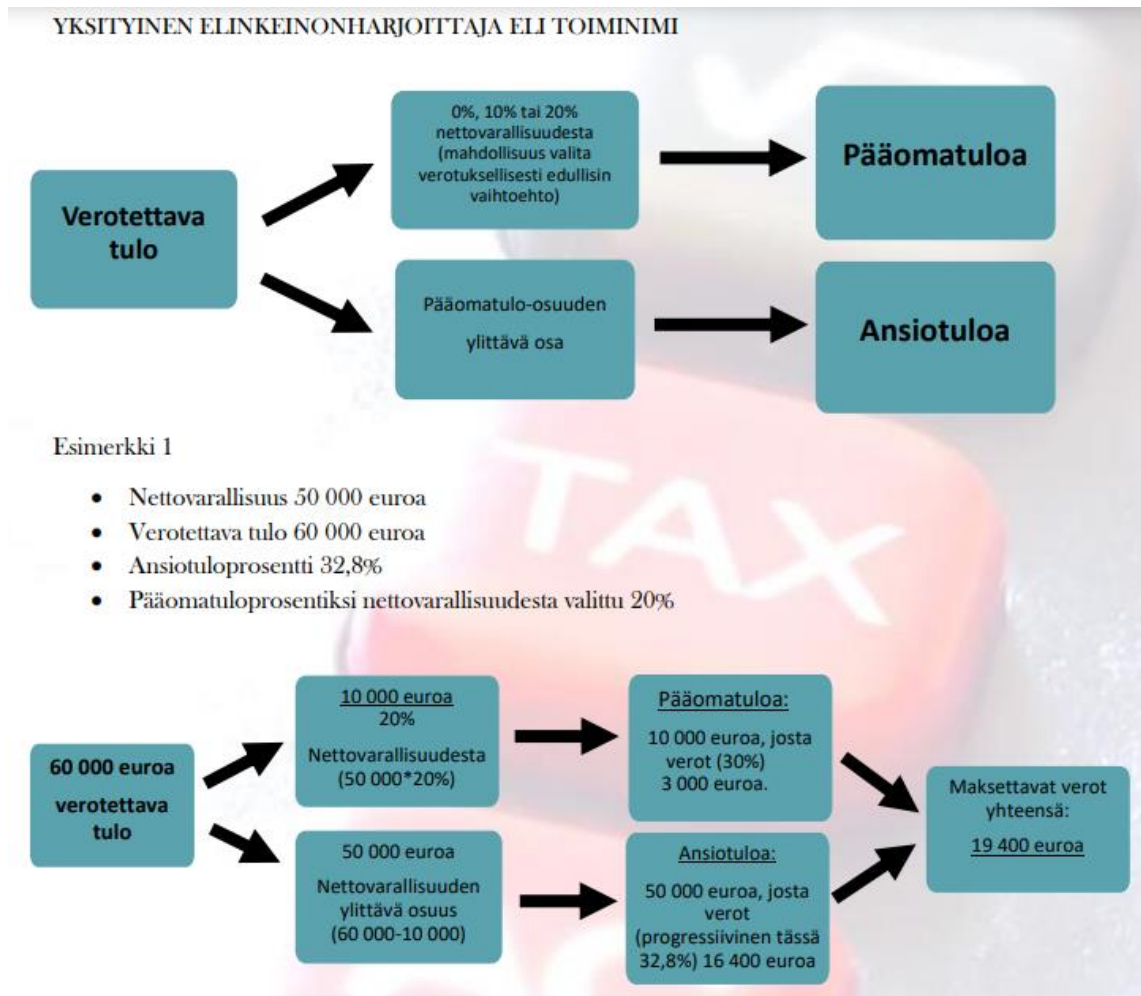 YKSITYINEN ELINKEINONHARJOITTAJA ELI TOIMINIMI
Verotettava
tulo
0%, 10% tai 20%
nettovarallisuudesta
(mahdollisuus valita
verotuksellisesti edullisin
vaihtoehto)
Pääomatuloa
Pääomatulo-osuuden
ylittävä osa
Ansiotuloa
Esimerkki 1
• Nettovarallisuus 50 000 euroa
• Verotettava tulo 60 000 euroa
• Ansiotuloprosentti 32,8%
• Pääomatuloprosentiksi nettovarallisuudesta valittu 20%
TAX
60 000 euroa
verotettava
tulo
10 000 euroa
20%
Nettovarallisuudesta
(50 000*20%)
Pääomatuloa:
10 000 euroa, josta
verot (30%)
3 000 euroa.
50 000 euroa
Nettovarallisuuden
ylittävä osuus
(60 000-10 000)
Ansiotuloa:
50 000 euroa, josta
verot
(progressiivinen tässä
32,8%) 16 400 euroa
Maksettavat verot
yhteensä:
19 400 euroa